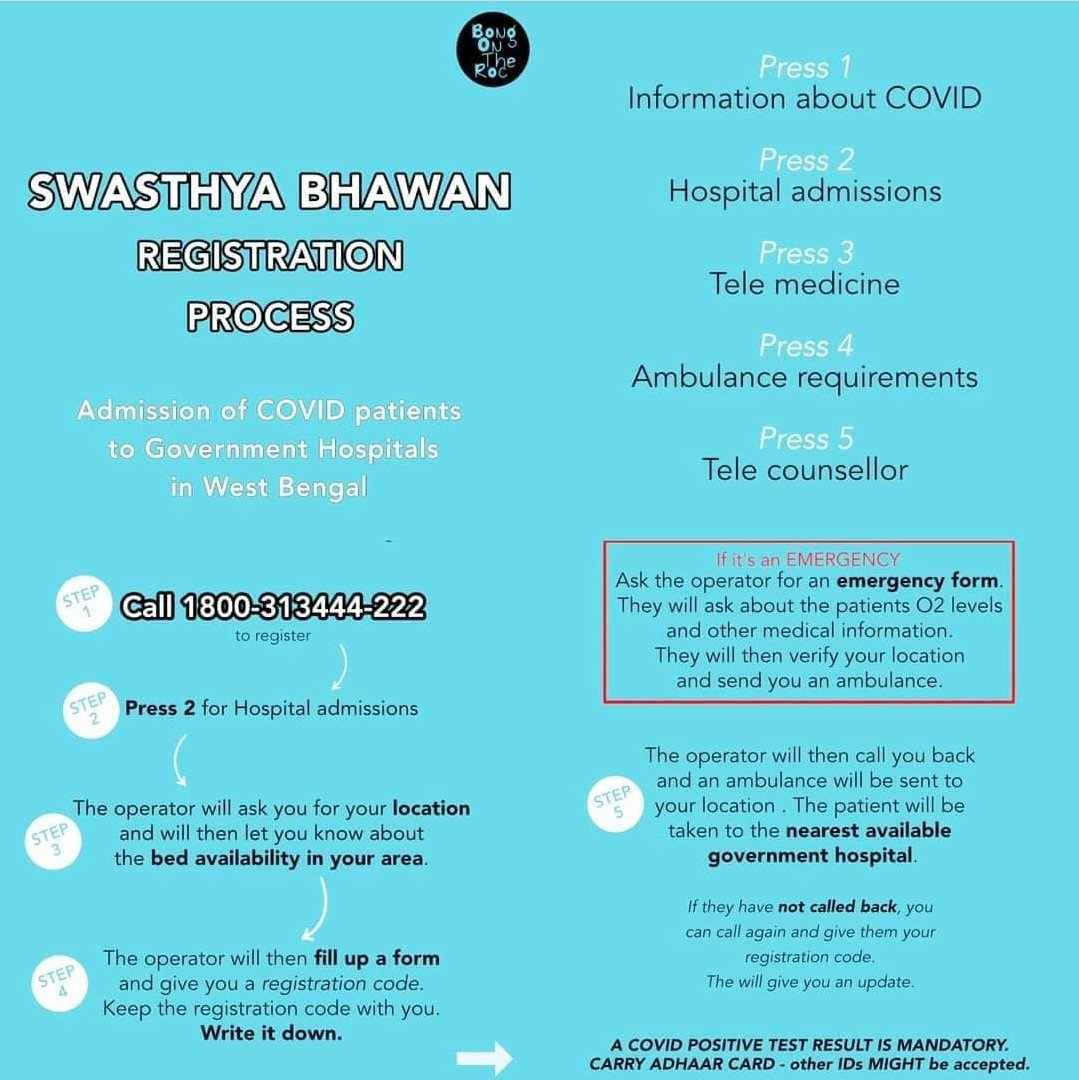 BONG
ON
The
ROC
SWASTHYA BHAWAN
REGISTRATION
PROCESS
Admission of COVID patients
to Government Hospitals
in West Bengal
STEP
1
Call 1800-313444-222
to register
STEP
2
Press 2 for Hospital admissions
STEP
3
The operator will ask you for your location
and will then let you know about
the bed availability in your area.
STEP
4
The operator will then fill up a form
and give you a registration code.
Keep the registration code with you.
Write it down.
Press 1
Information about COVID
Press 2
Hospital admissions
Press 3
Tele medicine
Press 4
Ambulance requirements
Press 5
Tele counsellor
If it's an EMERGENCY
Ask the operator for an emergency form.
They will ask about the patients O2 levels
and other medical information.
They will then verify your location
and send you an ambulance.
STEP
5
The operator will then call you back
and an ambulance will be sent to
your location . The patient will be
taken to the nearest available
government hospital.
If they have not called back, you
can call again and give them your
registration code.
The will give you an update.
A COVID POSITIVE TEST RESULT IS MANDATORY.
CARRY ADHAAR CARD - other IDs MIGHT be accepted.